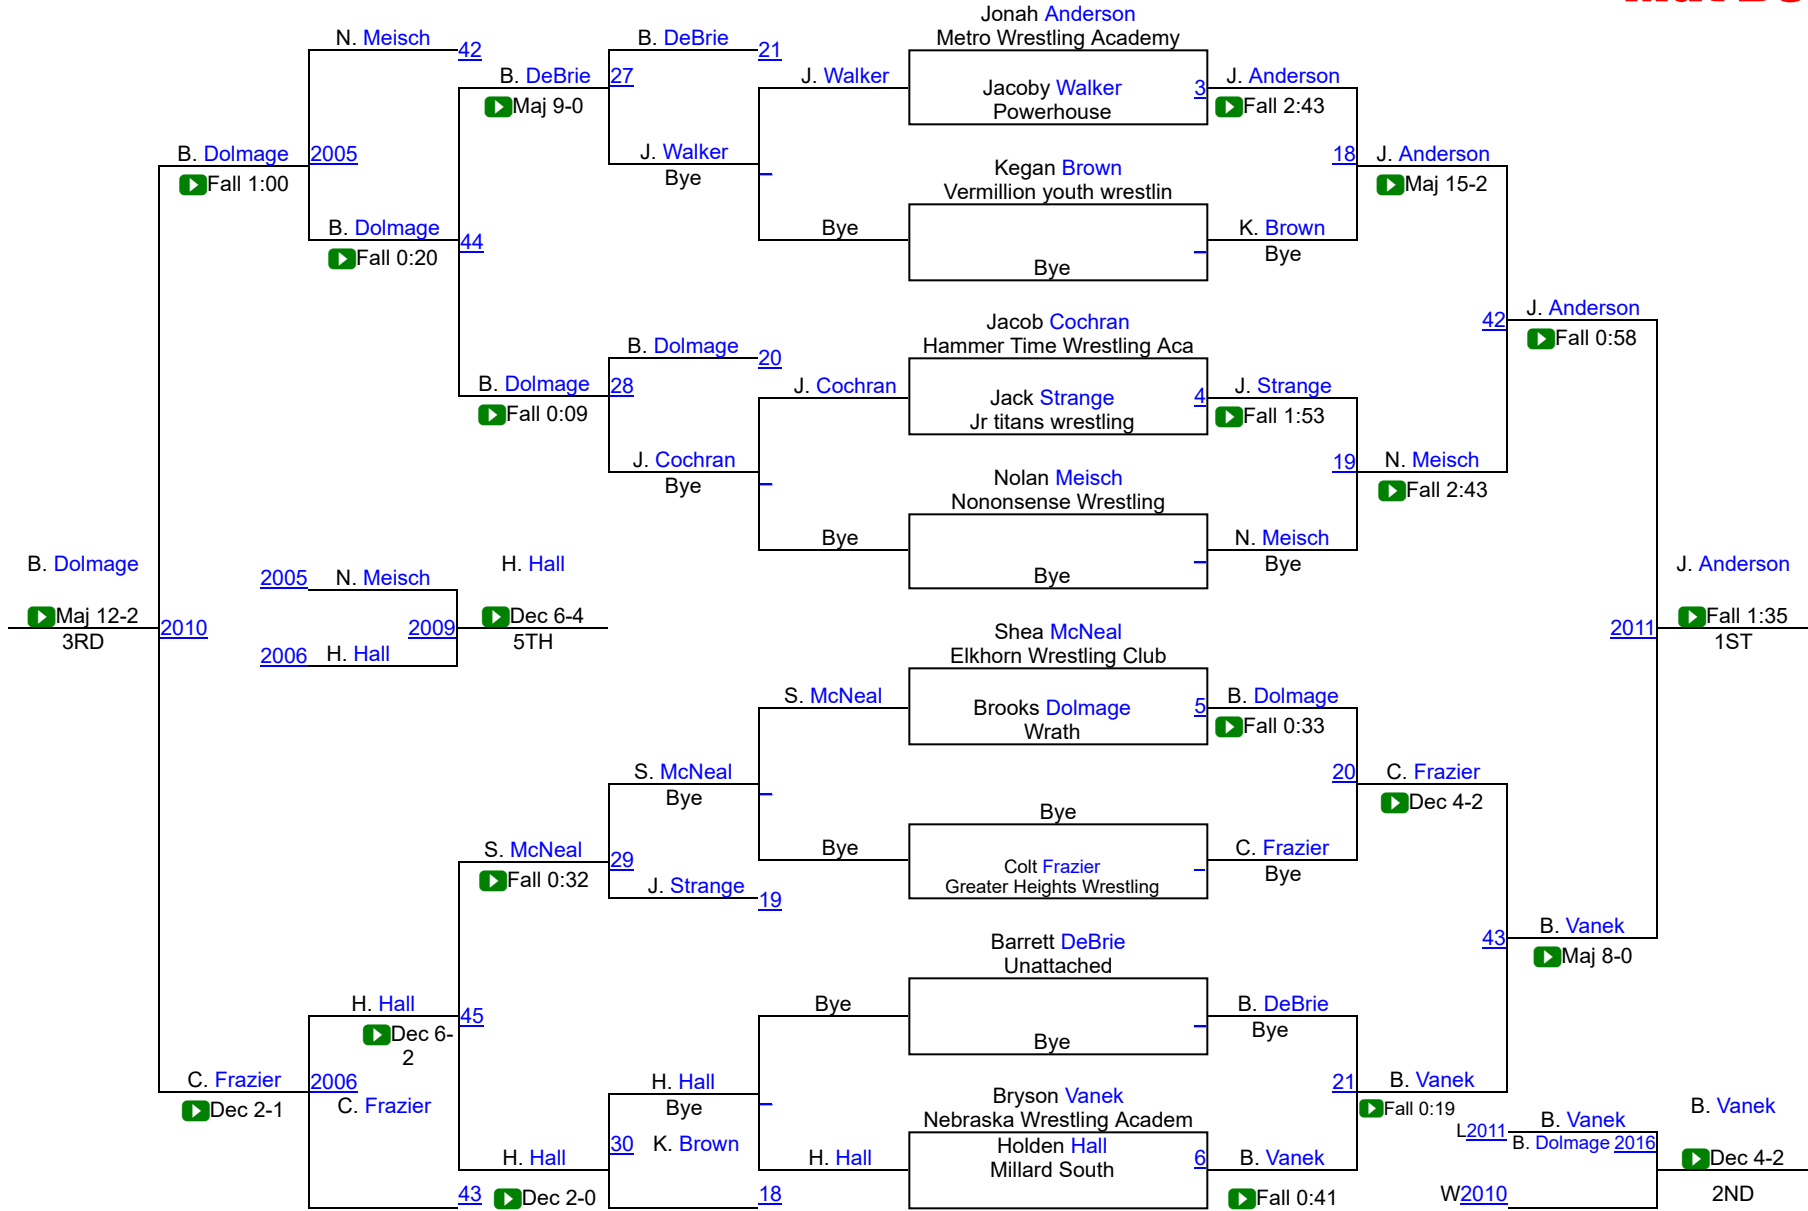 Jonah Anderson
Metro Wrestling Academy
Jacoby Walker
Powerhouse
3
Kegan Brown
Vermillion youth wrestlin
Bye
Jacob Cochran
Hammer Time Wrestling Aca
Jack Strange
Jr titans wrestling
4
Nolan Meisch
Nononsense Wrestling
Bye
Shea McNeal
Elkhorn Wrestling Club
Brooks Dolmage
Wrath
5
Bye
Colt Frazier
Greater Heights Wrestling
Barrett DeBrie
Unattached
Bye
Bryson Vanek
Nebraska Wrestling Academ
Holden Hall
Millard South
6
J. Anderson
Fall 2:43
18
K. Brown
Bye
J. Strange
Fall 1:53
19
N. Meisch
Bye
B. Dolmage
Fall 0:33
20
C. Frazier
Bye
B. DeBrie
Bye
21
B. Vanek
Fall 0:41
J. Anderson
Maj 15-2
42
N. Meisch
Fall 2:43
C. Frazier
Dec 4-2
43
B. Vanek
Fall 0:19
J. Anderson
Fall 0:58
2011
B. Vanek
Maj 8-0
J. Anderson
Fall 1:35
1ST
L2011
B. Vanek
B. Dolmage 2016
W2010
B. Vanek
Dec 4-2
2ND
J. Walker
Bye
J. Cochran
Bye
S. McNeal
Bye
Bye
H. Hall
B. DeBrie
21
J. Walker
Bye
B. Dolmage
20
J. Cochran
Bye
S. McNeal
Bye
J. Strange
19
H. Hall
Bye
K. Brown
18
B. DeBrie
27
Maj 9-0
B. Dolmage
28
Fall 0:09
S. McNeal
29
Fall 0:32
H. Hall
30
Dec 2-0
N. Meisch
42
B. Dolmage
44
Fall 0:20
H. Hall
45
Dec 6-
2
C. Frazier
43
B. Dolmage
2005
Fall 1:00
C. Frazier
2006
Dec 2-1
B. Dolmage
Maj 12-2
2010
3RD
2005
N. Meisch
2006
H. Hall
2009
H. Hall
Dec 6-4
5TH